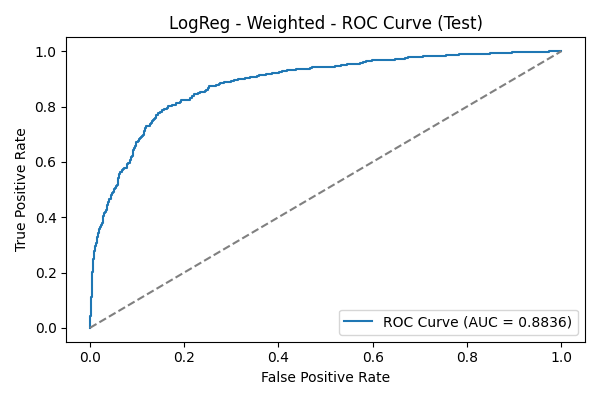 LogReg - Weighted - ROC Curve (Test)
True Positive Rate
1.0
0.8
0.6
0.4
0.2
0.0
ROC Curve (AUC = 0.8836)
0.0 0.2 0.4 0.6 0.8 1.0
False Positive Rate